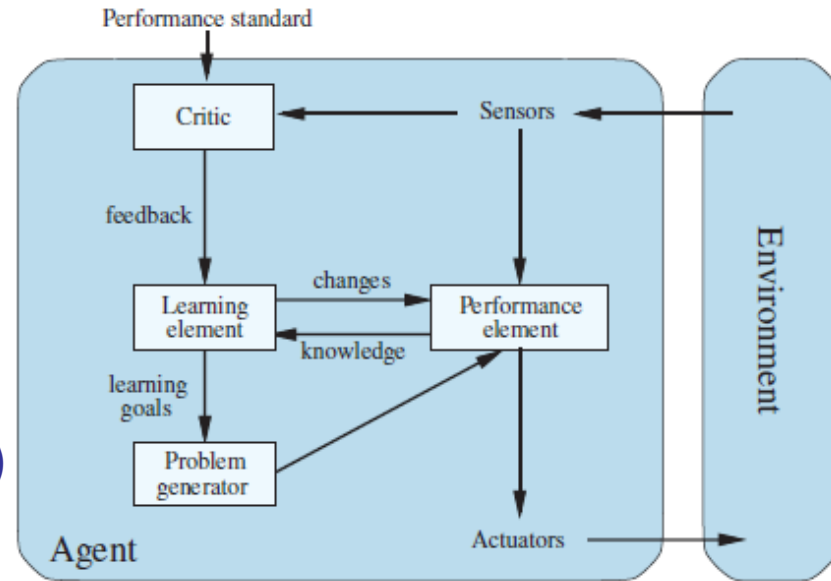 Performance standard
Critic
Sensors
feedback
changes
Learning
element
Performance
element
knowledge
learning
goals
Problem
generator
Agent
Actuators
Environment
)